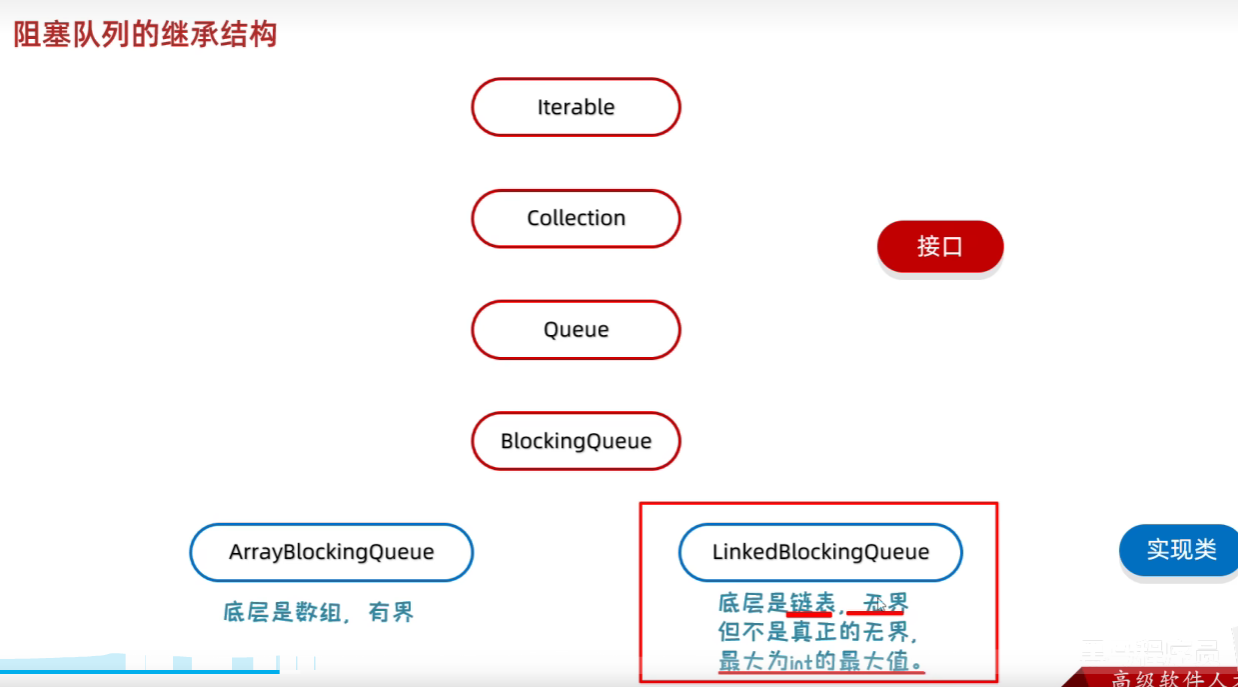 阻塞队列的继承结构
Iterable
Collection
接口
Queue
BlockingQueue
ArrayBlockingQueue
LinkedBlockingQueue
实现类
底层是数组，有界
底层是链表，无界
但不是真正的无界，
最大为int的最大值。
高级软件人才